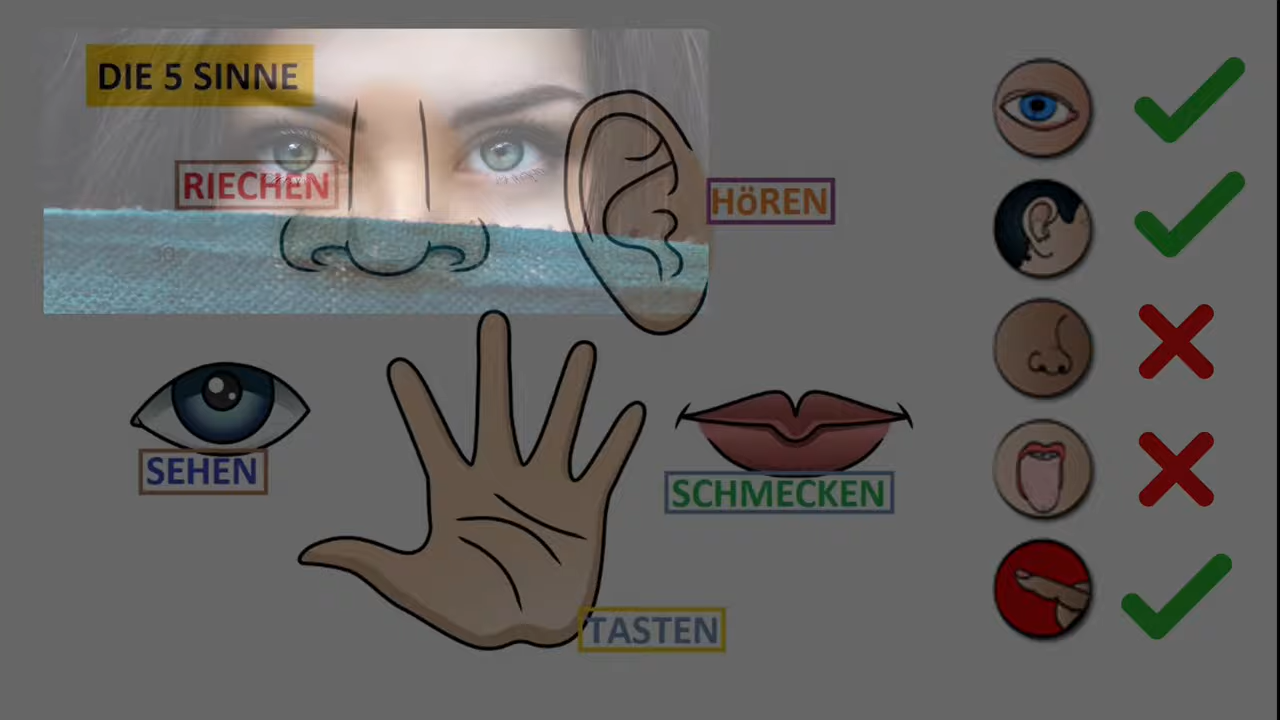 DIE 5 SINNE
RIECHEN
HÖREN
SEHEN
SCHMECKEN
TASTEN